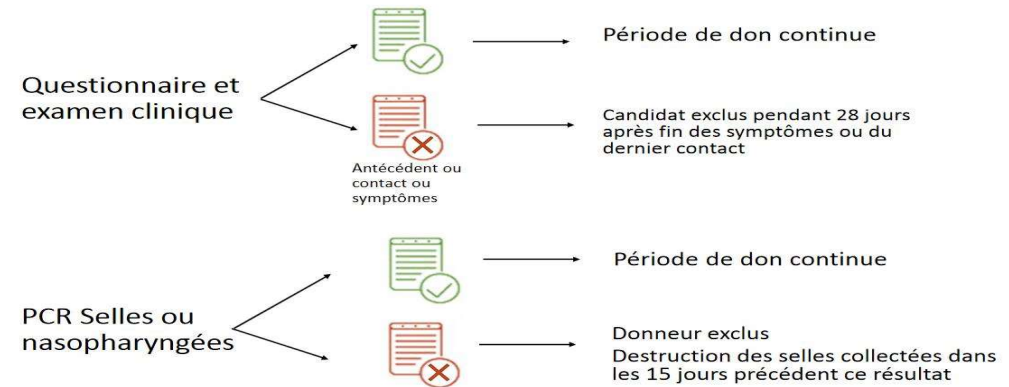 Période de don continue
Questionnaire et
examen clinique
Candidat exclus pendant 28 jours
après fin des symptômes ou du
dernier contact
Antécédent ou
contact ou
symptômes
Période de don continue
PCR Selles ou
nasopharyngées
Donneur exclus
Destruction des selles collectées dans
les 15 jours précédent ce résultat